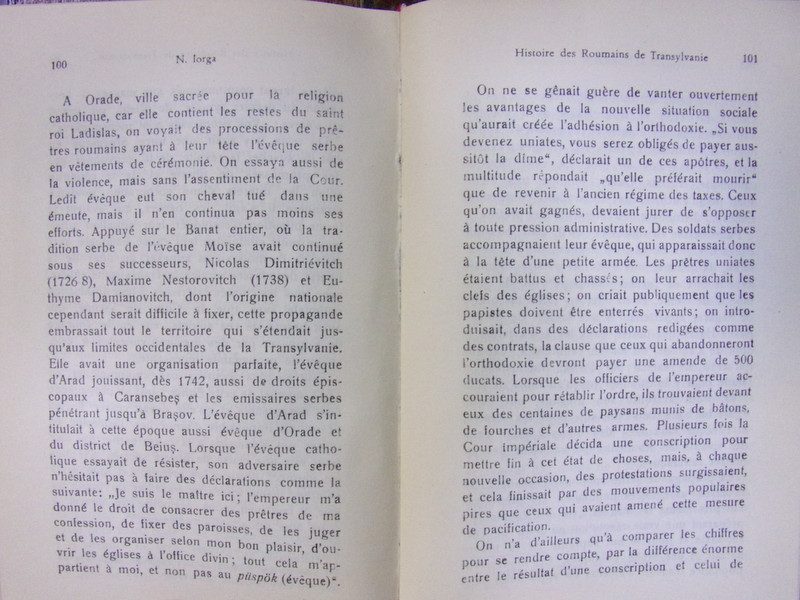 100
N. Iorga
A Orade, ville sacrée pour la religion
catholique, car elle contient les restes du saint
roi Ladislas, on voyait des processions de prê-
tres roumains ayant à leur tête l'évêque serbe
en vêtements de cérémonie. On essaya aussi de
la violence, mais sans l'assentiment de la Cour.
Ledit évêque eut son cheval tué dans une
émeute, mais il n'en continua pas moins ses
efforts. Appuyé sur le Banat entier, où la tra-
dition serbe de l'évêque Moïse avait continué
sous ses successeurs, Nicolas Dimitriévitch
(1726 8), Maxime Nestorovitch (1738) et Eu-
thyme Damianovitch, dont l'origine nationale
cependant serait difficile à fixer, cette propagande
embrassait tout le territoire qui s'étendait jus-
qu'aux limites occidentales de la Transylvanie.
Elle avait une organisation parfaite, l'évêque
d'Arad jouissant, dès 1742, aussi de droits épis-
copaux à Caransebeş et les emissaires serbes
pénétrant jusqu'à Braşov. L'évêque d'Arad s'in-
titulait à cette époque aussi évêque d'Orade et
du district de Beiuş. Lorsque l'évêque catho-
lique essayait de résister, son adversaire serbe
n'hésitait pas à faire des déclarations comme la
suivante: „Je suis le maître ici; l'empereur m'a
donné le droit de consacrer des prêtres de ma
confession, de fixer des paroisses, de les juger
et de les organiser selon mon bon plaisir, d'ou-
vrir les églises à l'office divin; tout cela m'ap-
partient à moi, et non pas au püspök (évêque)“.
Histoire des Roumains de Transylvanie
101
On ne se gênait guère de vanter ouvertement
les avantages de la nouvelle situation sociale
qu'aurait créée l'adhésion à l'orthodoxie. „Si vous
devenez uniates, vous serez obligés de payer aus-
sitôt la dîme“, déclarait un de ces apôtres, et la
multitude répondait „qu'elle préférait mourir“
que de revenir à l'ancien régime des taxes. Ceux
qu'on avait gagnés, devaient jurer de s'opposer
à toute pression administrative. Des soldats serbes
accompagnaient leur évêque, qui apparaissait donc
à la tête d'une petite armée. Les prêtres uniates
étaient battus et chassés; on leur arrachait les
clefs des églises; on criait publiquement que les
papistes doivent être enterrés vivants; on intro-
duisait, dans des déclarations redigées comme
des contrats, la clause que ceux qui abandonneront
l'orthodoxie devront payer une amende de 500
ducats. Lorsque les officiers de l'empereur ac-
couraient pour rétablir l'ordre, ils trouvaient devant
eux des centaines de paysans munis de bâtons,
de fourches et d'autres armes. Plusieurs fois la
Cour impériale décida une conscription pour
mettre fin à cet état de choses, mais, à chaque
nouvelle occasion, des protestations surgissaient,
et cela finissait par des mouvements populaires
pires que ceux qui avaient amené cette mesure
de pacification.
On n'a d'ailleurs qu'à comparer les chiffres
pour se rendre compte, par la différence énorme
entre le résultat d'une conscription et celui de